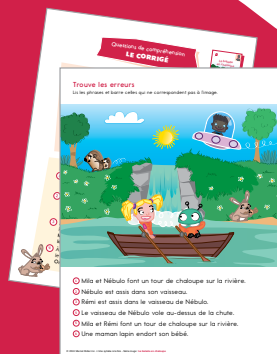 Questions de compréhension
LE CORRIGÉ
Trouve les erreurs
Lis les phrases et barre celles qui ne correspondent pas à l'image.
Mila et Nébulo font un tour de chaloupe sur la rivière.
Nébulo est assis dans son vaisseau.
Rémi est assis dans le vaisseau de Nébulo.
Le vaisseau de Nébulo vole au-dessus de la chute.
Mila et Rémi font un tour de chaloupe sur la rivière.
Une maman lapin endort son bébé.